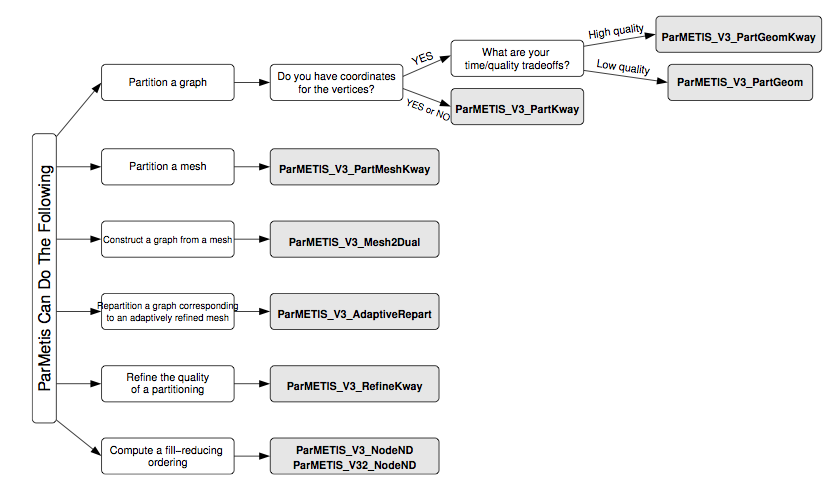 ParMetis Can Do The Following
Partition a graph
Do you have coordinates
for the vertices?
YES
YES or NO
What are your
time/quality tradeoffs?
High quality
Low quality
ParMETIS_V3_PartGeomKway
ParMETIS_V3_PartGeom
ParMETIS_V3_PartKway
Partition a mesh
ParMETIS_V3_PartMeshKway
Construct a graph from a mesh
ParMETIS_V3_Mesh2Dual
Repartition a graph corresponding
to an adaptively refined mesh
ParMETIS_V3_AdaptiveRepart
Refine the quality
of a partitioning
ParMETIS_V3_RefineKway
Compute a fill−reducing
ordering
ParMETIS_V3_NodeND
ParMETIS_V32_NodeND